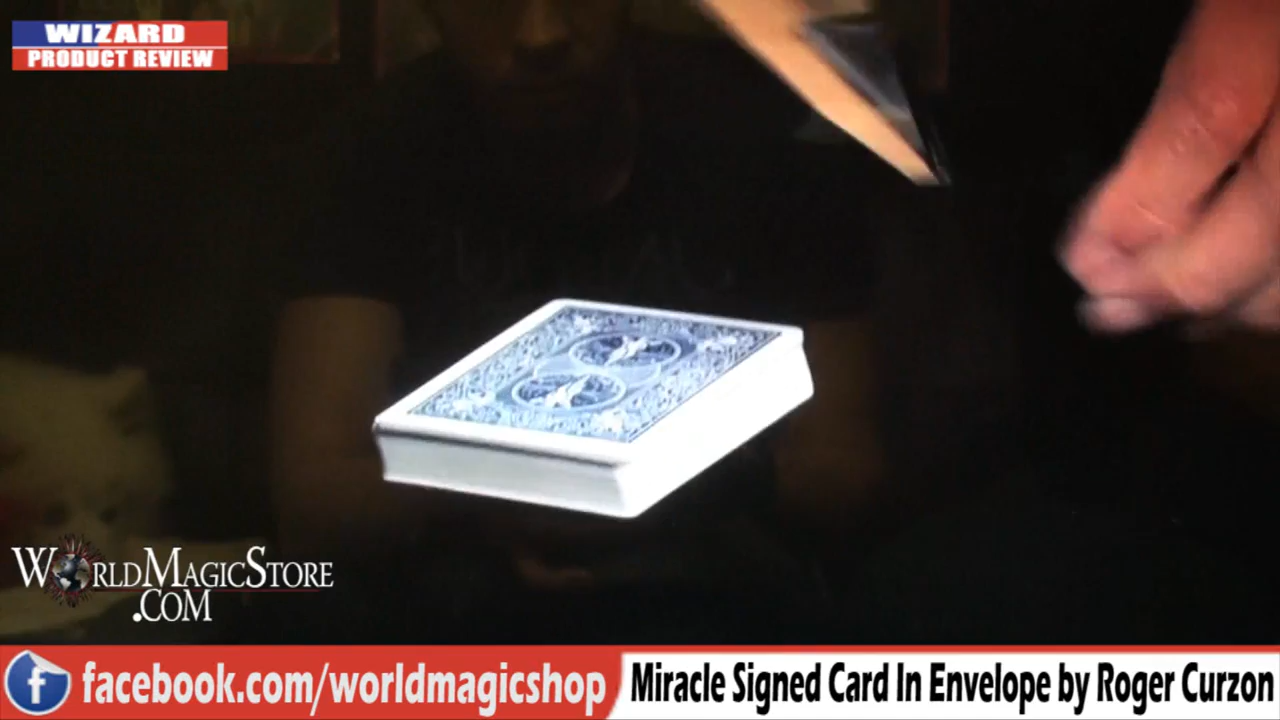 WIZARD
PRODUCT REVIEW
WORLDMAGICSTORE
.COM
facebook.com/worldmagicshop
Miracle Signed Card In Envelope by Roger Curzon